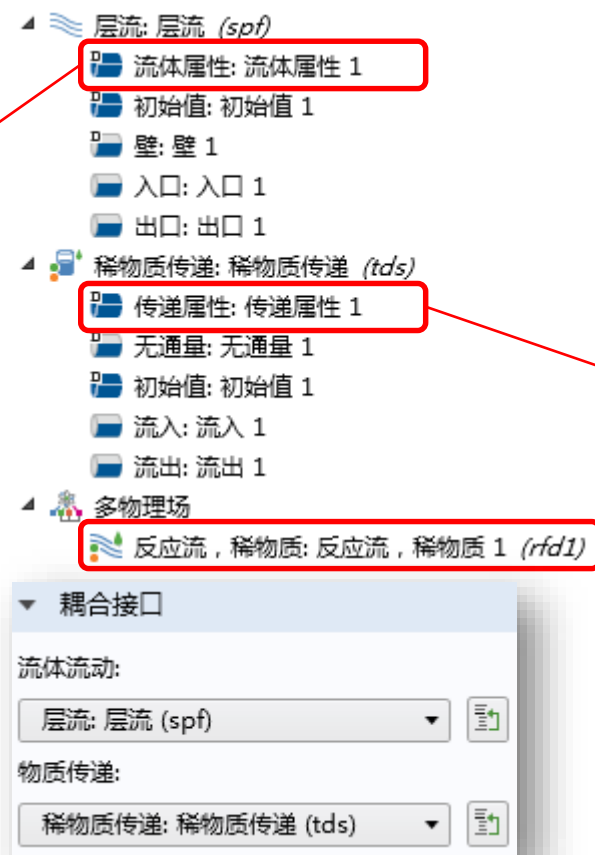 层流: 层流 (spf)
流体属性: 流体属性 1
初始值: 初始值 1
壁: 壁 1
入口: 入口 1
出口: 出口 1
稀物质传递: 稀物质传递 (tds)
传递属性: 传递属性 1
无通量: 无通量 1
初始值: 初始值 1
流入: 流入 1
流出: 流出 1
多物理场
反应流，稀物质: 反应流，稀物质 1 (rfd1)
耦合接口
流体流动:
层流: 层流 (spf)
物质传递:
稀物质传递: 稀物质传递 (tds)